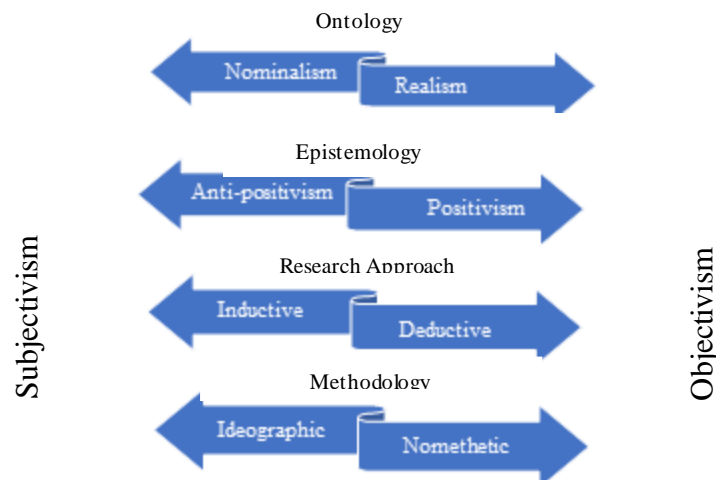 Ontology
Nominalism
Realism
Epistemology
Anti-positivism
Positivism
Subjectivism
Objectivism
Research Approach
Inductive
Deductive
Methodology
Ideographic
Nomethetic